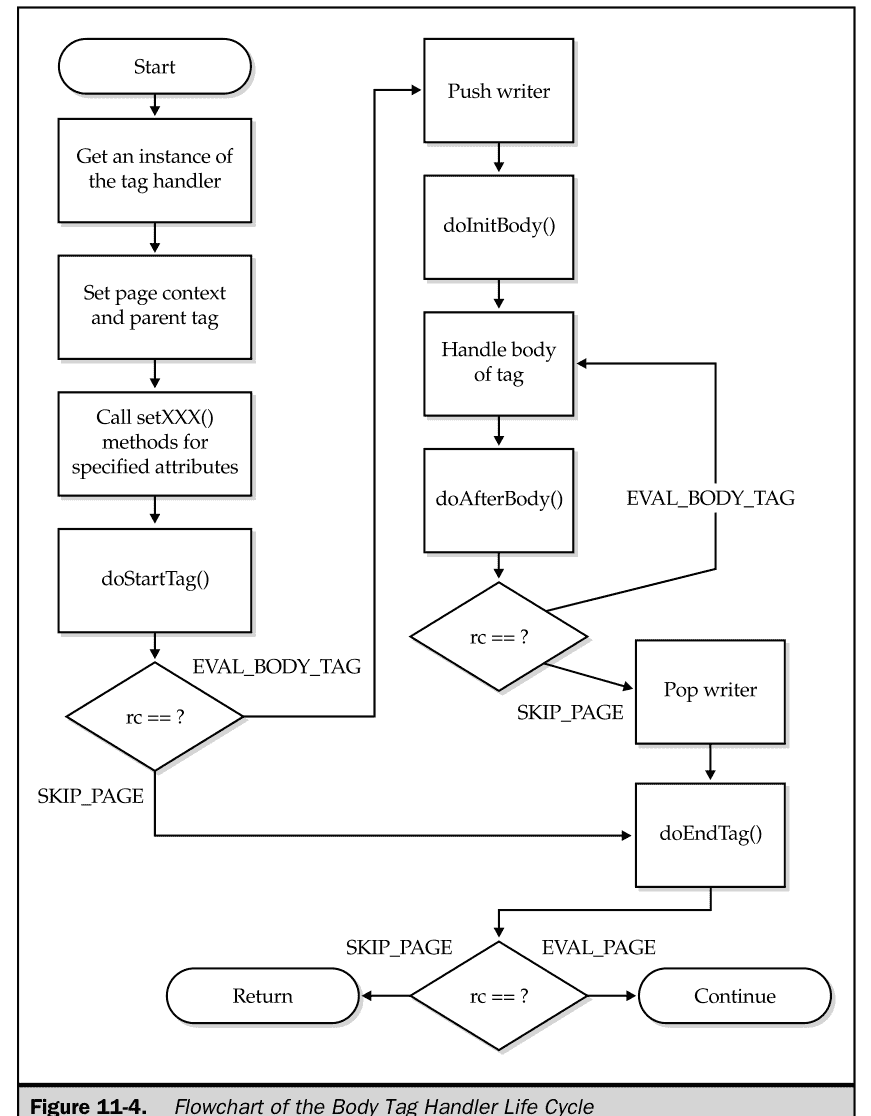 Start
Get an instance of
the tag handler
Set page context
and parent tag
Call setXXX()
methods for
specified attributes
doStartTag()
EVAL_BODY_TAG
rc == ?
SKIP_PAGE
Push writer
doInitBody()
Handle body
of tag
doAfterBody()
EVAL_BODY_TAG
rc == ?
SKIP_PAGE
Pop writer
doEndTag()
SKIP_PAGE
EVAL_PAGE
Return
rc == ?
Continue
Figure 11-4. Flowchart of the Body Tag Handler Life Cycle